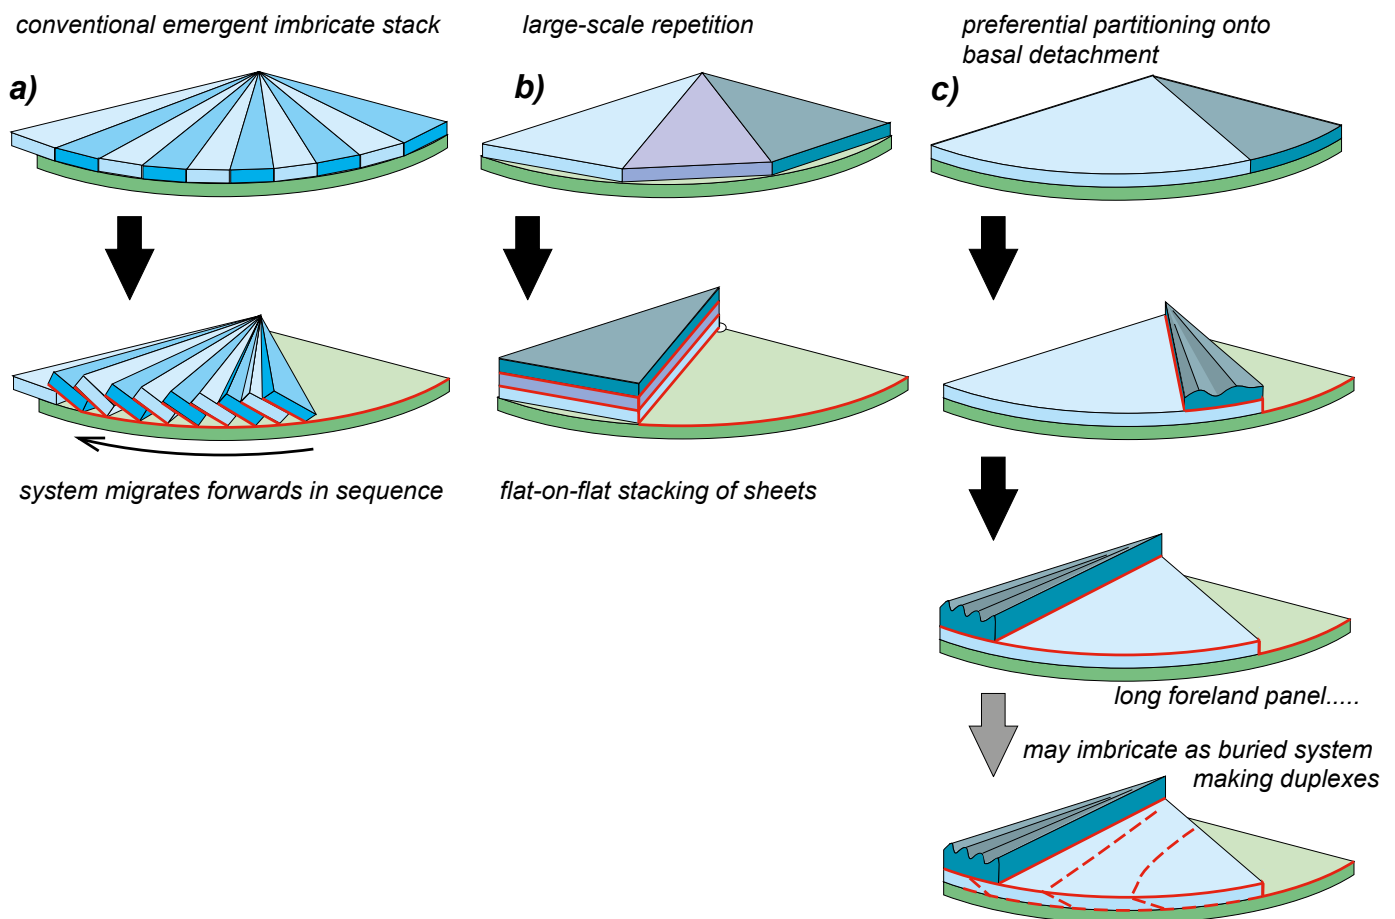 conventional emergent imbricate stack
large-scale repetition
preferential partitioning onto
basal detachment
a)
b)
c)
system migrates forwards in sequence
flat-on-flat stacking of sheets
long foreland panel.....
may imbricate as buried system
making duplexes